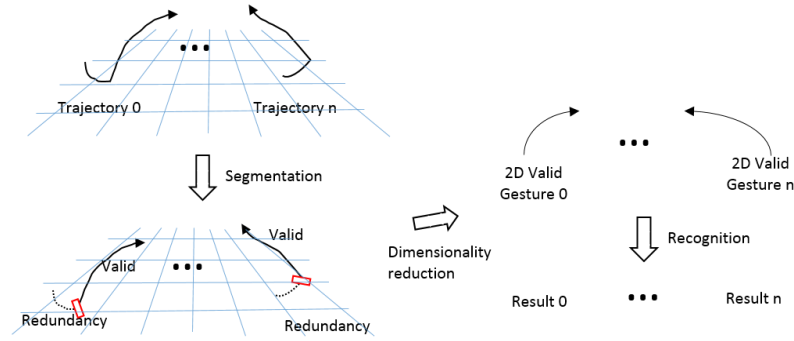 Trajectory 0
Trajectory n
Segmentation
Valid
Valid
Redundancy
Redundancy
Dimensionality
reduction
2D Valid
Gesture 0
2D Valid
Gesture n
Recognition
Result 0
Result n